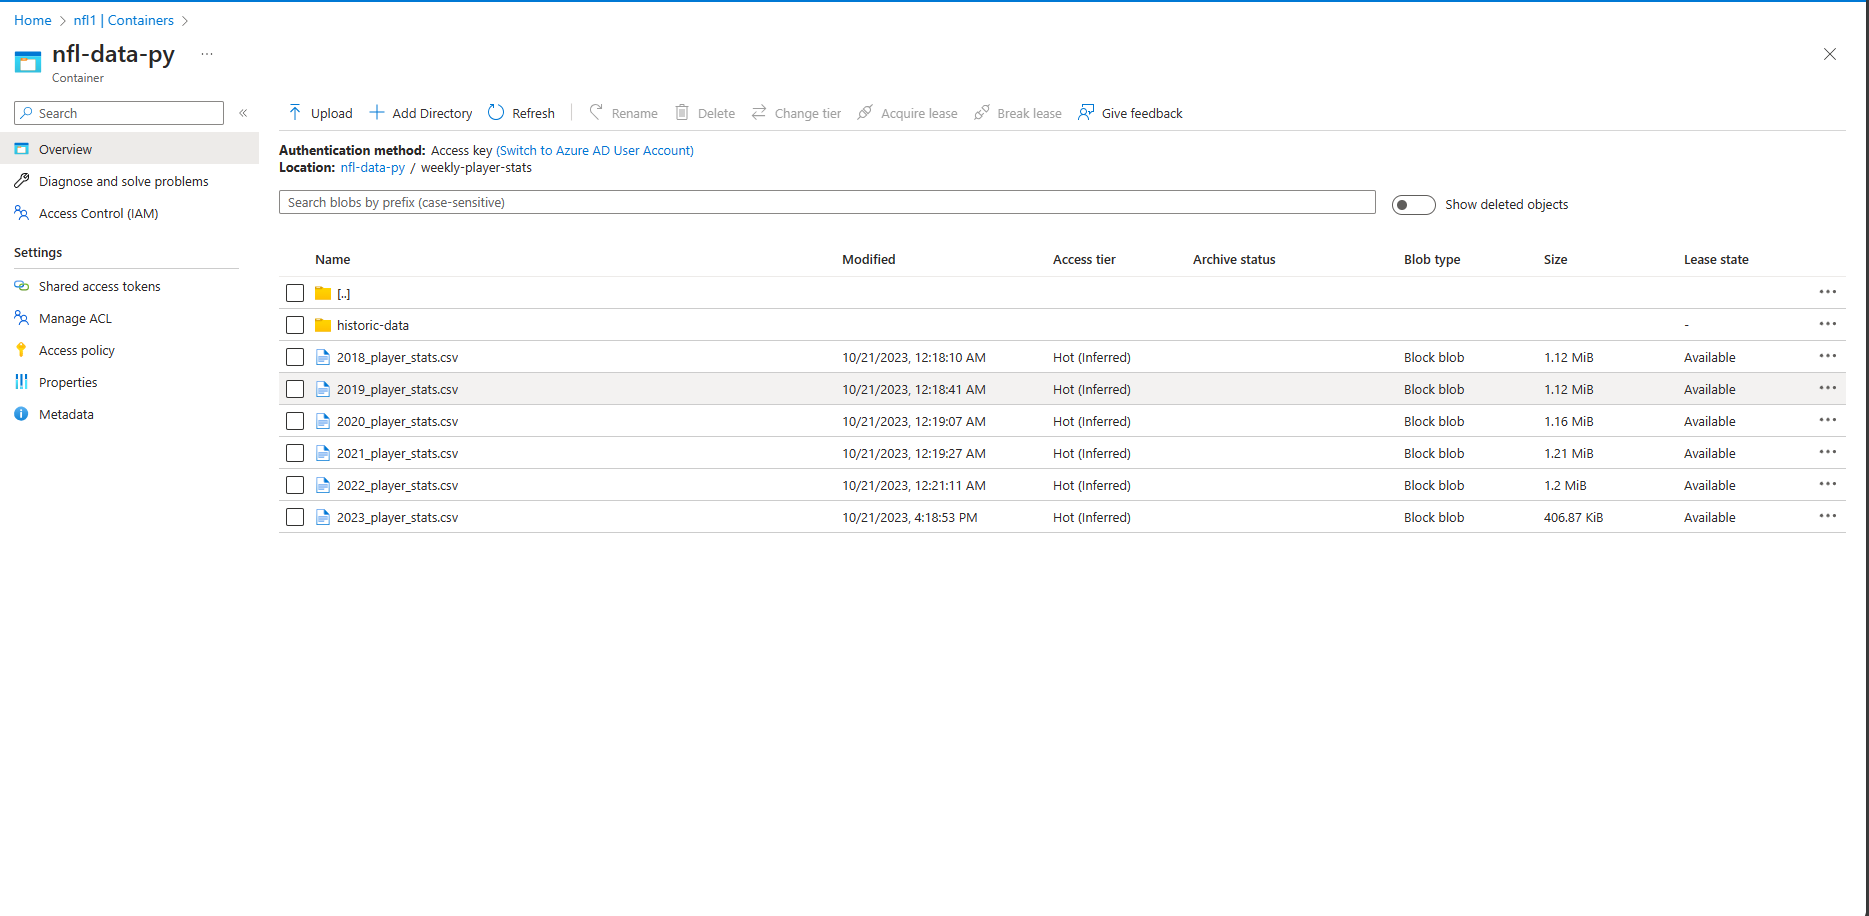 Home > nfl1 | Containers >
nfl-data-py ...
Container
Search «
Overview
Diagnose and solve problems
Access Control (IAM)
Settings
Shared access tokens
Manage ACL
Access policy
Properties
Metadata
Upload Add Directory Refresh Rename Delete Change tier Acquire lease Break lease Give feedback
Authentication method: Access key (Switch to Azure AD User Account)
Location: nfl-data-py / weekly-player-stats
Search blobs by prefix (case-sensitive)
Show deleted objects
Name Modified Access tier Archive status Blob type Size Lease state
[..]
historic-data -
2018_player_stats.csv 10/21/2023, 12:18:10 AM Hot (Inferred) Block blob 1.12 MiB Available
2019_player_stats.csv 10/21/2023, 12:18:41 AM Hot (Inferred) Block blob 1.12 MiB Available
2020_player_stats.csv 10/21/2023, 12:19:07 AM Hot (Inferred) Block blob 1.16 MiB Available
2021_player_stats.csv 10/21/2023, 12:19:27 AM Hot (Inferred) Block blob 1.21 MiB Available
2022_player_stats.csv 10/21/2023, 12:21:11 AM Hot (Inferred) Block blob 1.2 MiB Available
2023_player_stats.csv 10/21/2023, 4:18:53 PM Hot (Inferred) Block blob 406.87 KiB Available